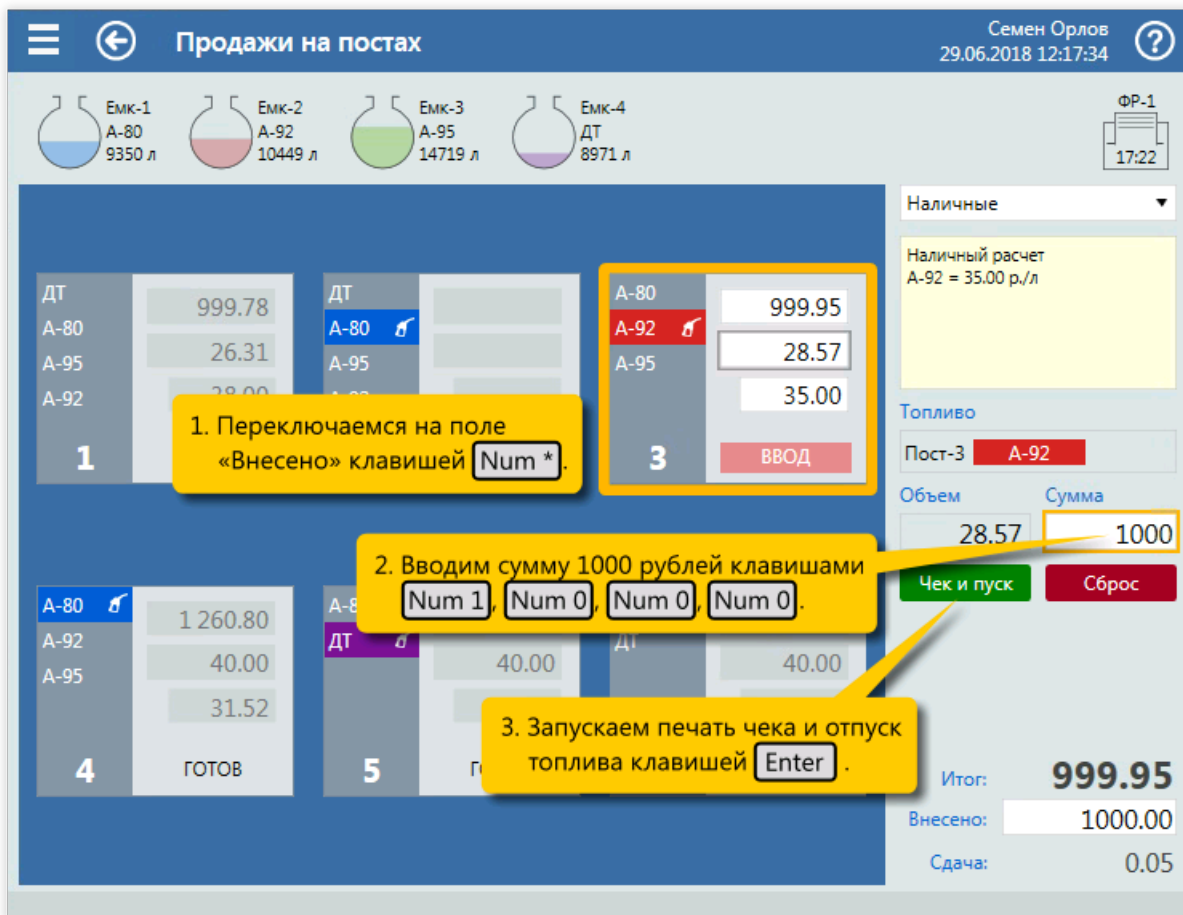 Продажи на постах
Семен Орлов
29.06.2018 12:17:34
?
Емк-1
А-80
9350 л
Емк-2
А-92
10449 л
Емк-3
А-95
14719 л
Емк-4
ДТ
8971 л
ФР-1
17:22
ДТ
А-80
А-95
А-92
1
999.78
26.31
38.00
ДТ
А-80
А-95
А-80
А-92
А-95
3
999.95
28.57
35.00
ВВОД
1. Переключаемся на поле
«Внесено» клавишей Num *.
Наличные
Наличный расчет
А-92 = 35.00 р./л
Топливо
Пост-3 А-92
Объем Сумма
28.57 1000
Чек и пуск Сброс
2. Вводим сумму 1000 рублей клавишами
Num 1, Num 0, Num 0, Num 0.
А-80
А-92
А-95
4
1 260.80
40.00
31.52
ГОТОВ
ДТ
5
40.00
ДТ
40.00
3. Запускаем печать чека и отпуск
топлива клавишей Enter .
Итог: 999.95
Внесено: 1000.00
Сдача: 0.05